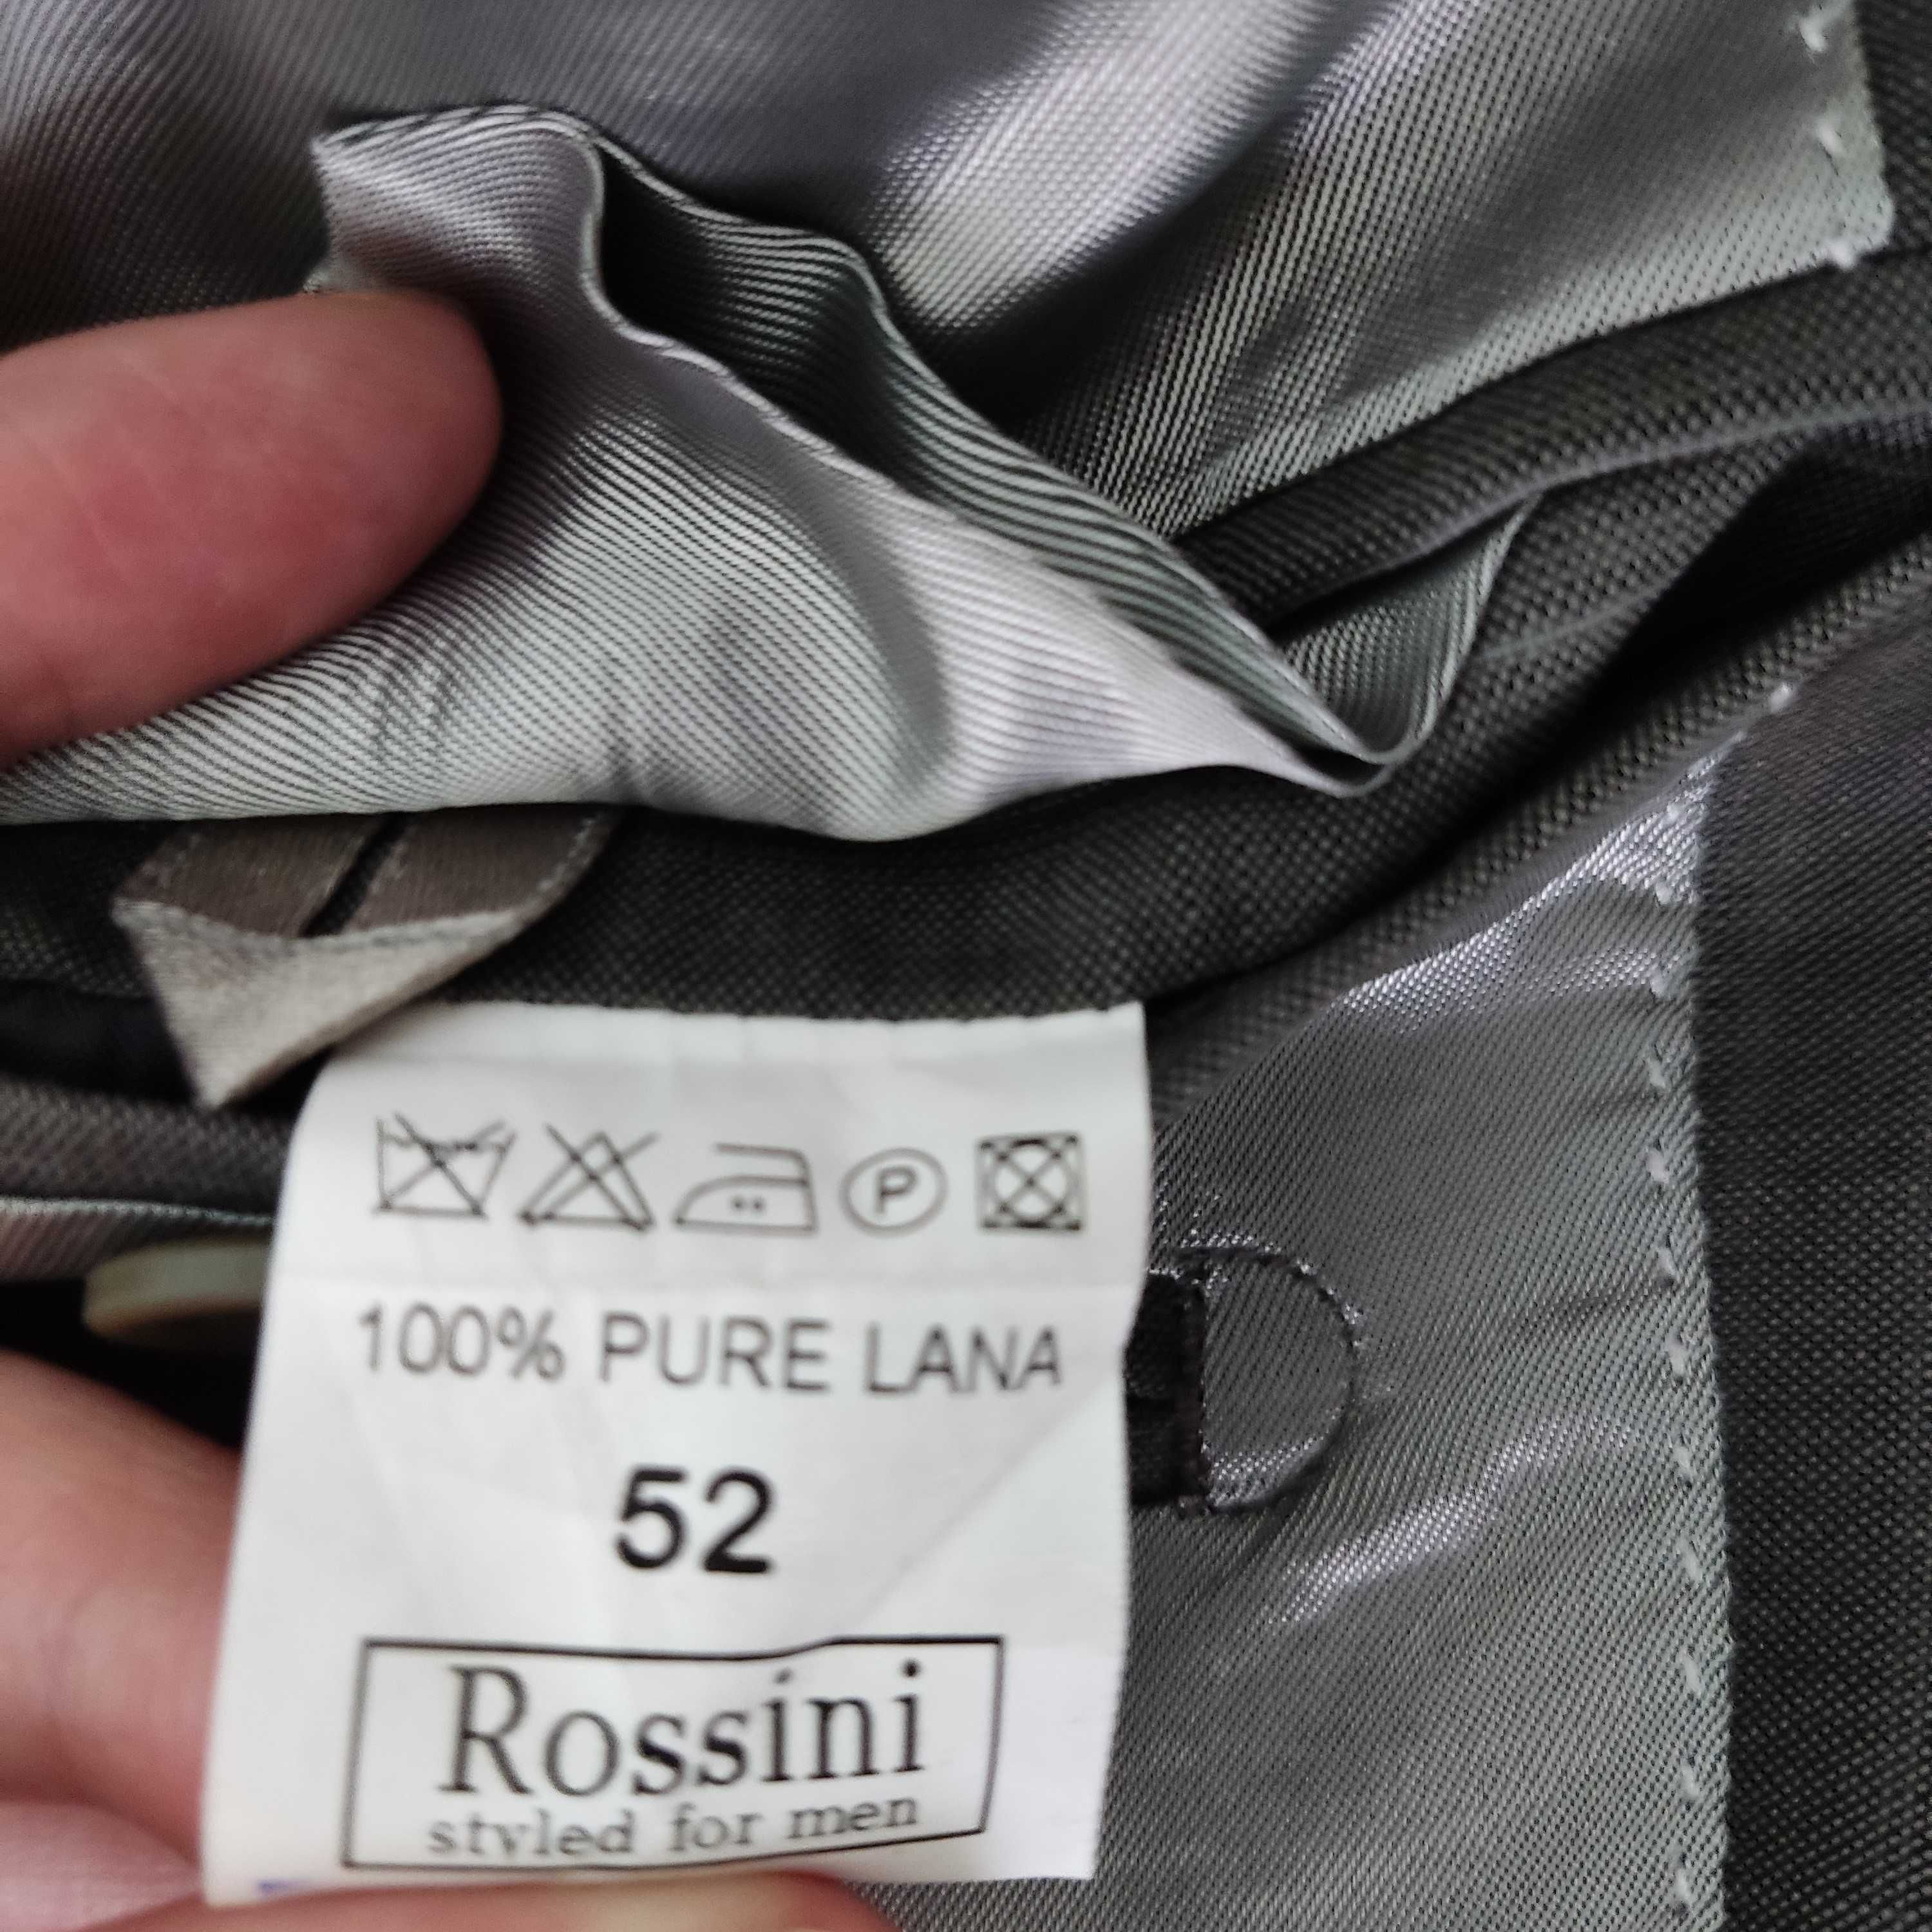 P
100% PURE LANA
52
Rossini
styled for men